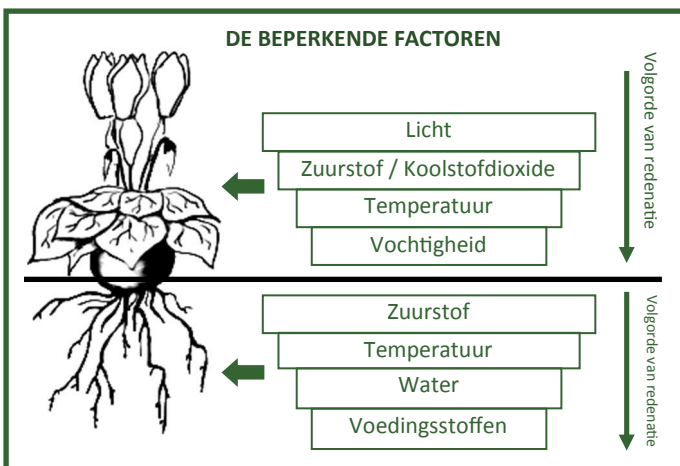 DE BEPERKENDE FACTOREN
Licht
Zuurstof / Koolstofdioxide
Temperatuur
Vochtigheid
Volgorde van redenatie
Zuurstof
Temperatuur
Water
Voedingsstoffen
Volgorde van redenatie